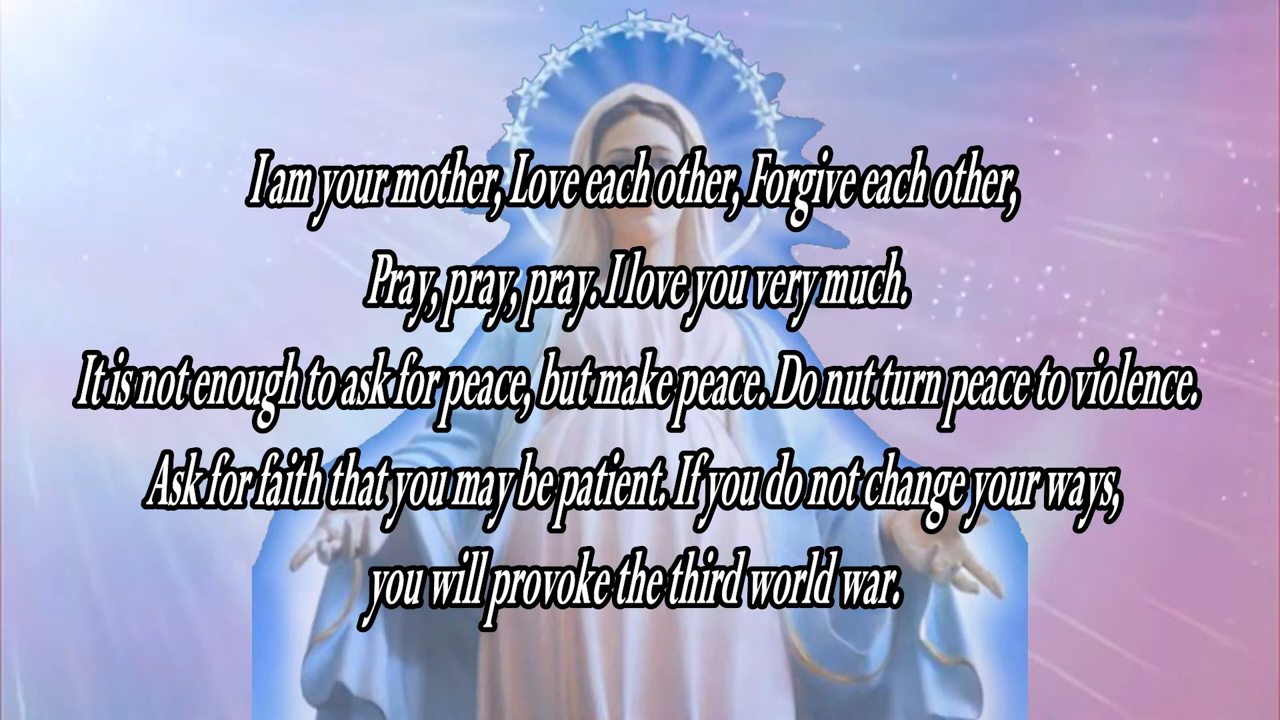 I am your mother, Love each other, Forgive each other,
Pray, pray, pray. I love you very much.
It is not enough to ask for peace, but make peace. Do nut turn peace to violence.
Ask for faith that you may be patient. If you do not change your ways,
you will provoke the third world war.